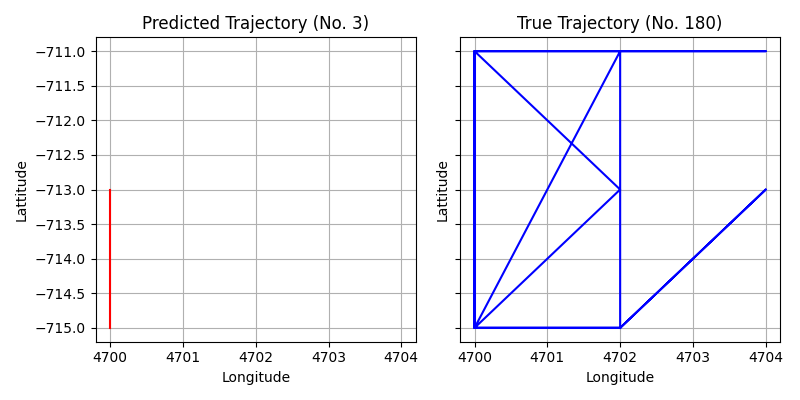 Predicted Trajectory (No. 3)
True Trajectory (No. 180)
Lattitude
−711.0
−711.5
−712.0
−712.5
−713.0
−713.5
−714.0
−714.5
−715.0
4700 4701 4702 4703 4704
Longitude
Lattitude
4700 4701 4702 4703 4704
Longitude